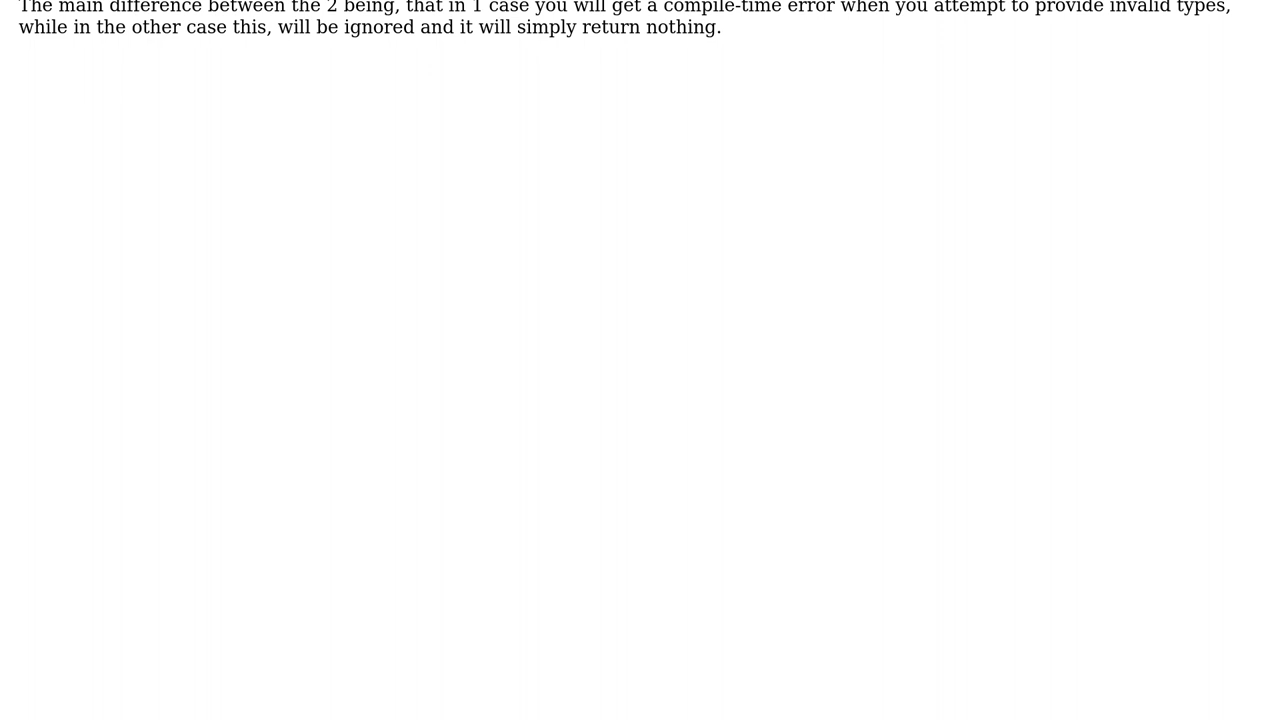 The main difference between the 2 being, that in 1 case you will get a compile-time error when you attempt to provide invalid types,
while in the other case this, will be ignored and it will simply return nothing.